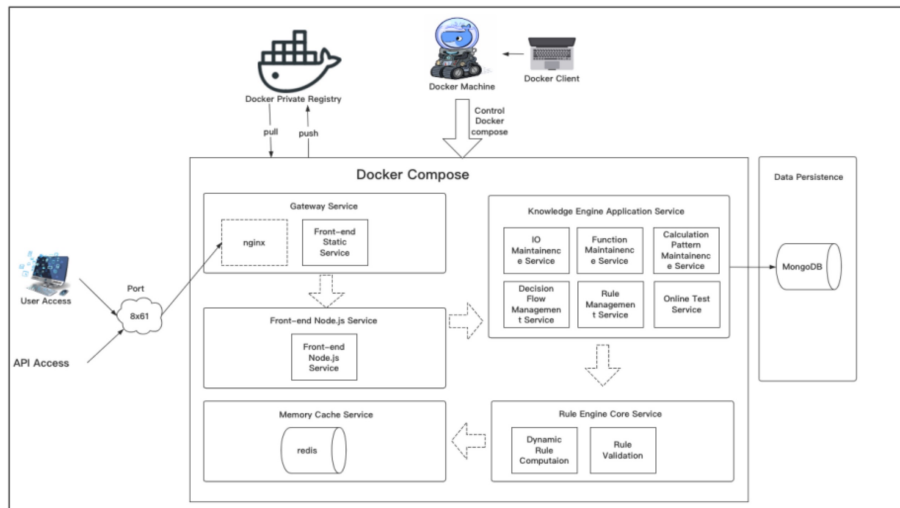 Docker Private Registry
Docker Machine
Docker Client
pull
push
Control
Docker
compose
Docker Compose
Data Persistence
Gateway Service
nginx
Front-end
Static
Service
Knowledge Engine Application Service
IO
Maintainenc
e Service
Function
Maintainenc
e Service
Calculation
Pattern
Maintainenc
e Service
Decision
Flow
Manageme
nt Service
Rule
Managemen
t Service
Online Test
Service
MongoDB
User Access
Port
8x61
API Access
Front-end Node.js Service
Front-end
Node.js
Service
Memory Cache Service
redis
Rule Engine Core Service
Dynamic
Rule
Computaion
Rule
Validation